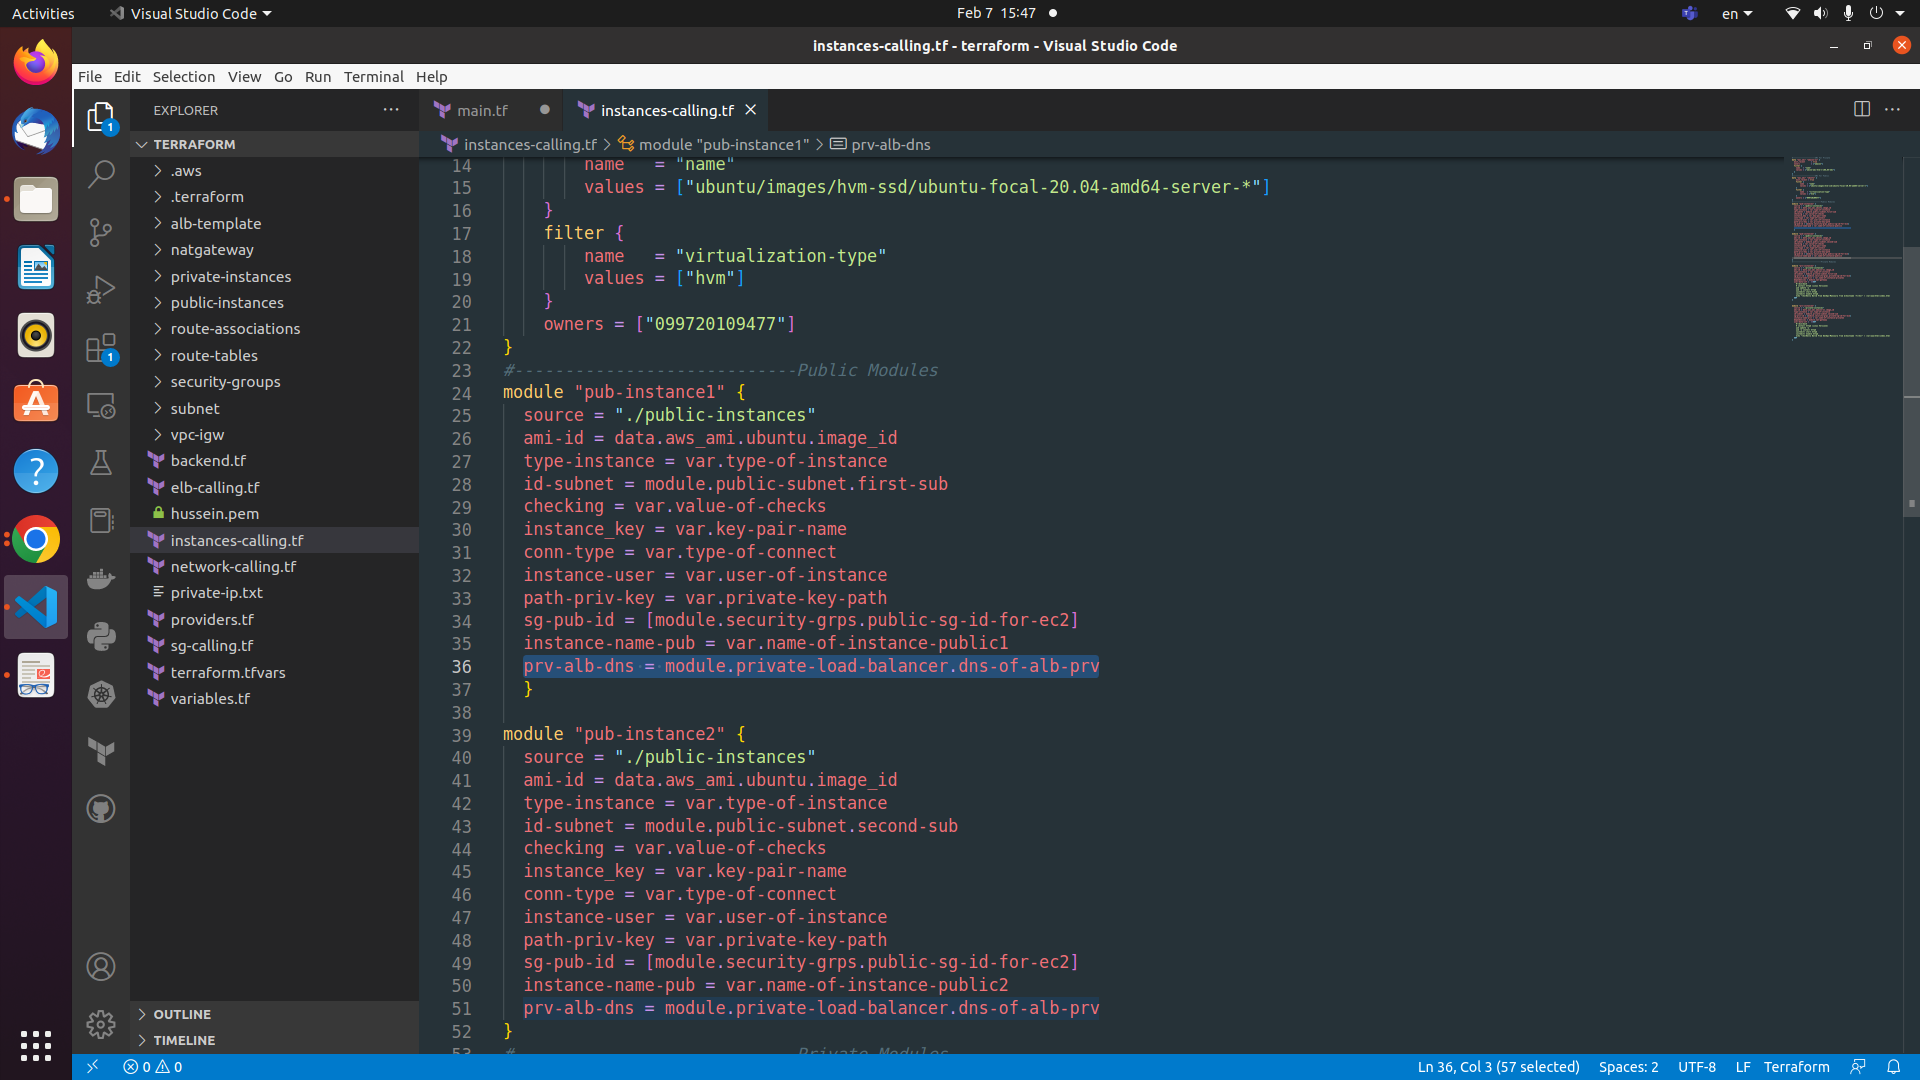 Activities
Visual Studio Code
Feb 7 15:47
en
instances-calling.tf - terraform - Visual Studio Code
File Edit Selection View Go Run Terminal Help
EXPLORER
main.tf
instances-calling.tf
TERRAFORM
instances-calling.tf > module "pub-instance1" > prv-alb-dns
.aws
.terraform
alb-template
natgateway
private-instances
public-instances
route-associations
route-tables
security-groups
subnet
vpc-igw
backend.tf
elb-calling.tf
hussein.pem
instances-calling.tf
network-calling.tf
private-ip.txt
providers.tf
sg-calling.tf
terraform.tfvars
variables.tf
OUTLINE
TIMELINE
1
1
14 name = "name"
15 values = ["ubuntu/images/hvm-ssd/ubuntu-focal-20.04-amd64-server-*"]
16 }
17 filter {
18 name = "virtualization-type"
19 values = ["hvm"]
20 }
21 owners = ["099720109477"]
22 }
23 #----------------------------Public Modules
24 module "pub-instance1" {
25 source = "./public-instances"
26 ami-id = data.aws_ami.ubuntu.image_id
27 type-instance = var.type-of-instance
28 id-subnet = module.public-subnet.first-sub
29 checking = var.value-of-checks
30 instance_key = var.key-pair-name
31 conn-type = var.type-of-connect
32 instance-user = var.user-of-instance
33 path-priv-key = var.private-key-path
34 sg-pub-id = [module.security-grps.public-sg-id-for-ec2]
35 instance-name-pub = var.name-of-instance-public1
36 prv-alb-dns = module.private-load-balancer.dns-of-alb-prv
37 }
38
39 module "pub-instance2" {
40 source = "./public-instances"
41 ami-id = data.aws_ami.ubuntu.image_id
42 type-instance = var.type-of-instance
43 id-subnet = module.public-subnet.second-sub
44 checking = var.value-of-checks
45 instance_key = var.key-pair-name
46 conn-type = var.type-of-connect
47 instance-user = var.user-of-instance
48 path-priv-key = var.private-key-path
49 sg-pub-id = [module.security-grps.public-sg-id-for-ec2]
50 instance-name-pub = var.name-of-instance-public2
51 prv-alb-dns = module.private-load-balancer.dns-of-alb-prv
52 }
53 #----------------------------Private Modules
0 0
Ln 36, Col 3 (57 selected) Spaces: 2 UTF-8 LF Terraform